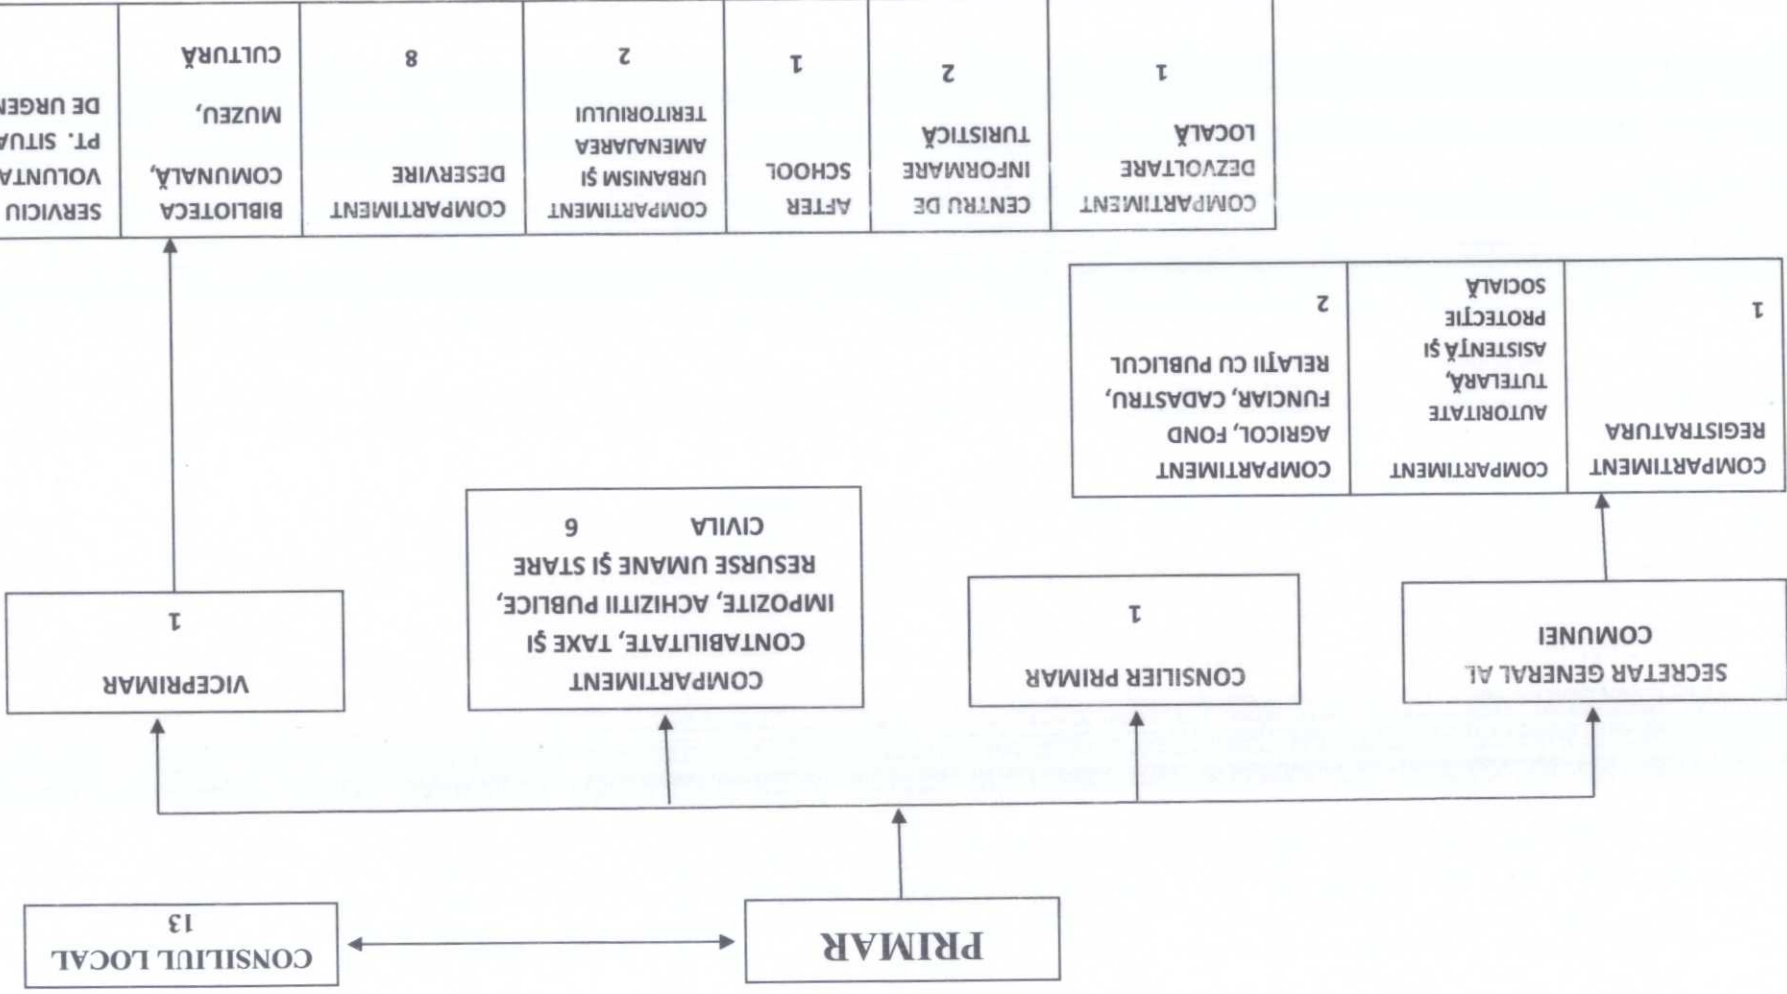 PRIMAR
CONSILIUL LOCAL
13
SECRETAR GENERAL AL
COMUNEI
CONSILIER PRIMAR
1
COMPARTIMENT
CONTABILITATE, TAXE ŞI
IMPOZITE, ACHIZITII PUBLICE,
RESURSE UMANE ŞI STARE
CIVILA 6
VICEPRIMAR
1
COMPARTIMENT
REGISTRATURA
1
COMPARTIMENT
AUTORITATE
TUTELARĂ,
ASISTENŢĂ ŞI
PROTECŢIE
SOCIALĂ
COMPARTIMENT
AGRICOL, FOND
FUNCIAR, CADASTRU,
RELAŢII CU PUBLICUL
2
COMPARTIMENT
DEZVOLTARE
LOCALĂ
1
CENTRU DE
INFORMARE
TURISTICĂ
2
AFTER
SCHOOL
1
COMPARTIMENT
URBANISM ŞI
AMENAJAREA
TERITORIULUI
2
COMPARTIMENT
DESERVIRE
8
BIBLIOTECA
COMUNALĂ,
MUZEU,
CULTURĂ
SERVICIU
VOLUNTA
PT. SITUA
DE URGEN